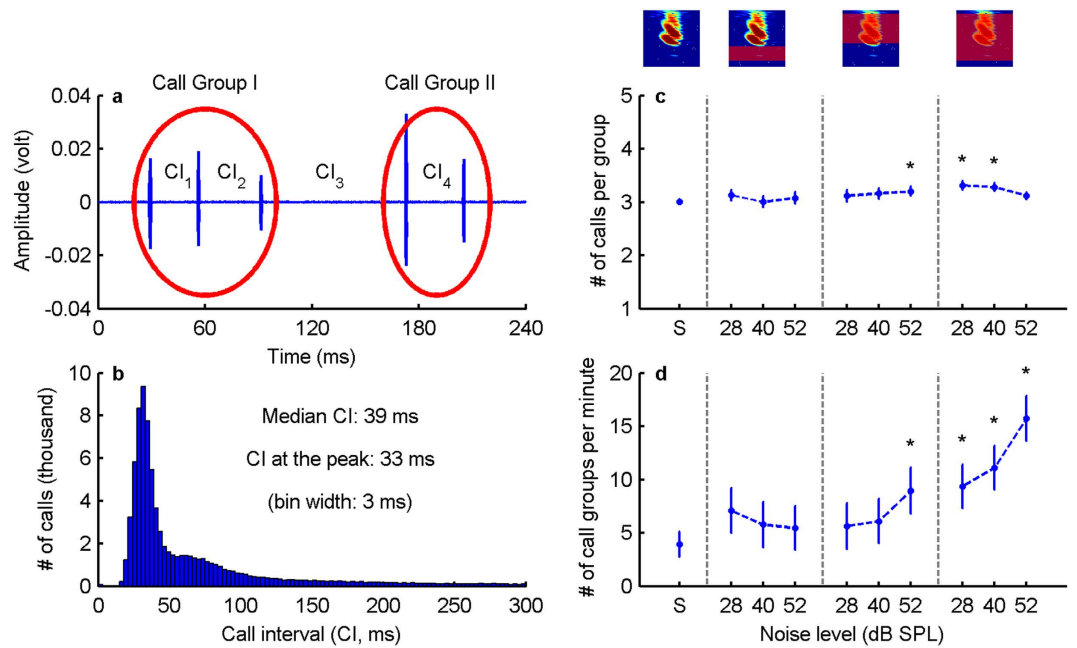 Call Group I
Call Group II
a
0.04
0.02
0
-0.02
-0.04
Amplitude (volt)
CI1
CI2
CI3
CI4
0
60
120
180
240
Time (ms)
b
10
8
6
4
2
0
# of calls (thousand)
Median CI: 39 ms
CI at the peak: 33 ms
(bin width: 3 ms)
0
50
100
150
200
250
300
Call interval (CI, ms)
c
5
4
3
2
1
# of calls per group
*
*
*
S
28
40
52
28
40
52
28
40
52
d
20
15
10
5
0
# of call groups per minute
*
*
*
*
S
28
40
52
28
40
52
28
40
52
Noise level (dB SPL)